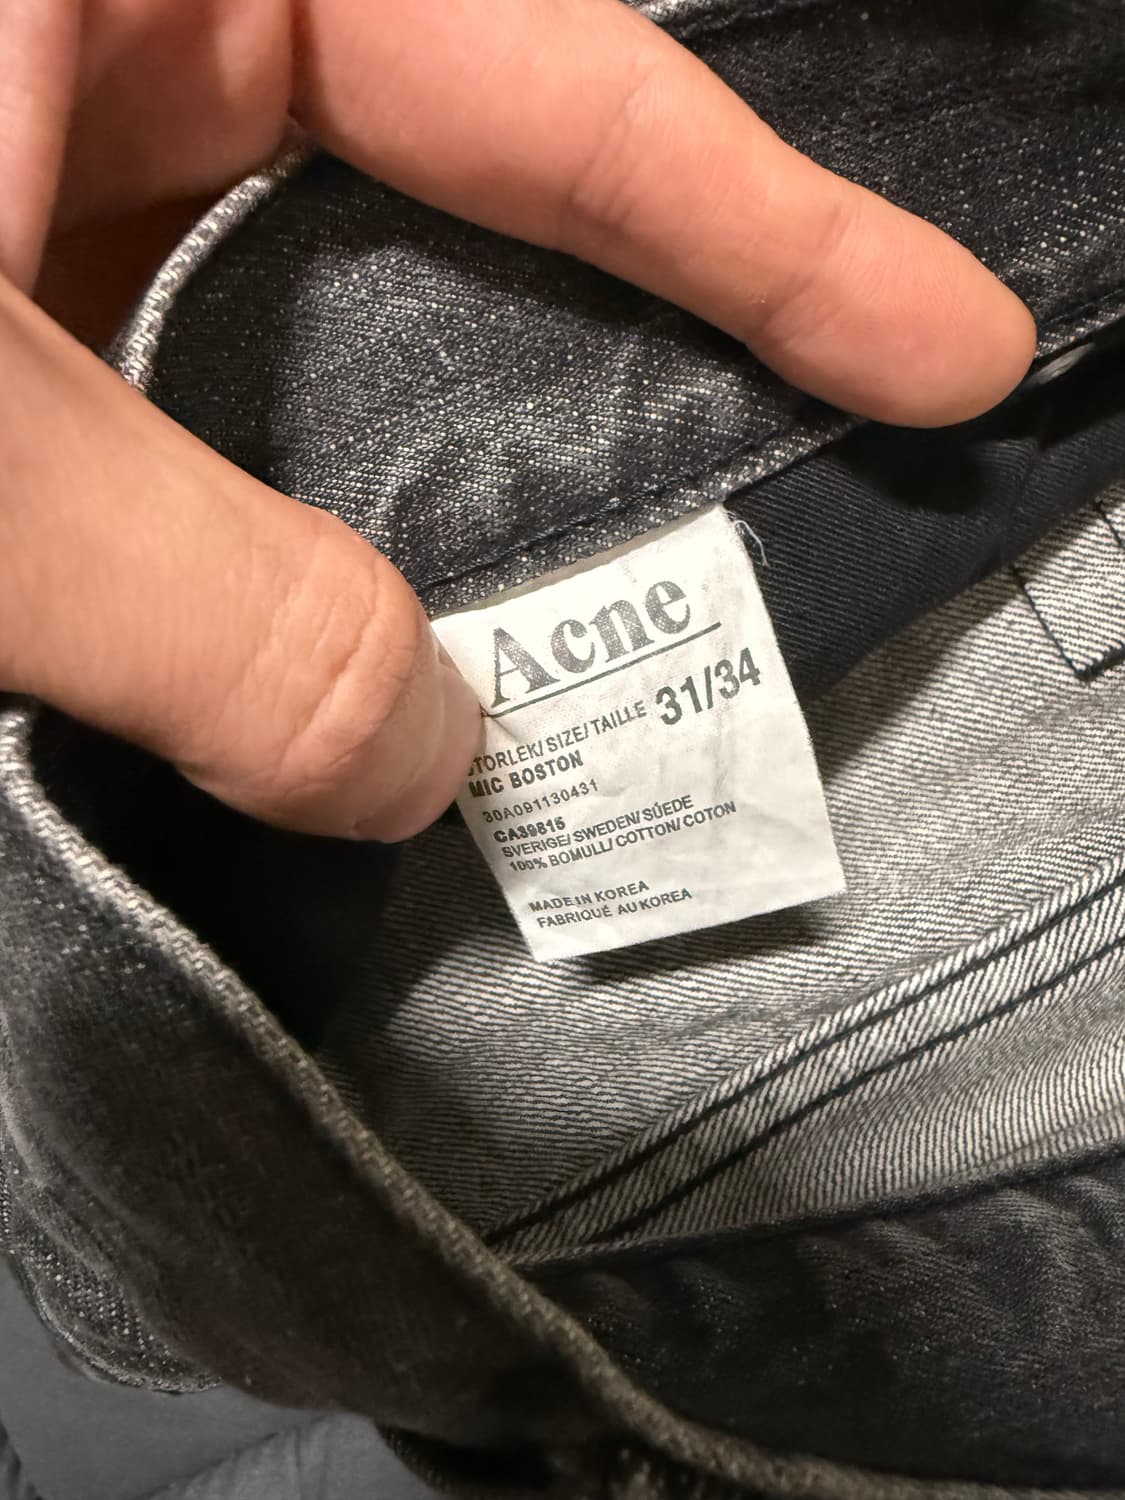 Acne
STORLEK/SIZE/TAILLE 31/34
MIC BOSTON
30A091130431
CA39815
SVERIGE/SWEDEN/SÚEDE
100% BOMULL/COTTON/COTON
MADE IN KOREA
FABRIQUÉ AU KOREA